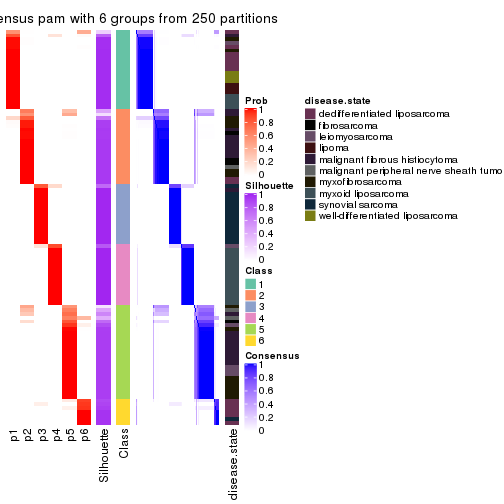 ensus pam with 6 groups from 250 partitions
p1
p2
p3
p4
p5
p6
Silhouette
Class
disease.state
Prob
1
0.8
0.6
0.4
0.2
0
Silhouette
1
0.8
0.6
0.4
0.2
0
Class
1
2
3
4
5
6
Consensus
1
0.8
0.6
0.4
0.2
0
disease.state
dedifferentiated liposarcoma
fibrosarcoma
leiomyosarcoma
lipoma
malignant fibrous histiocytoma
malignant peripheral nerve sheath tumo
myxofibrosarcoma
myxoid liposarcoma
synovial sarcoma
well-differentiated liposarcoma